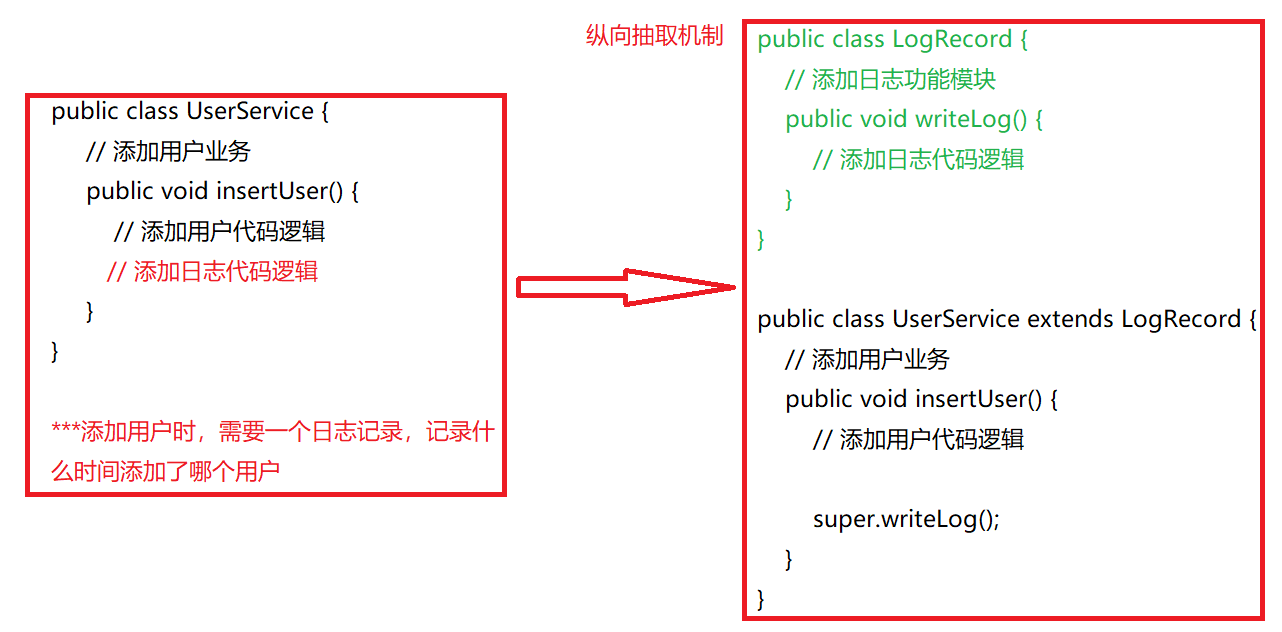 public class UserService {
// 添加用户业务
public void insertUser() {
// 添加用户代码逻辑
// 添加日志代码逻辑
}
}
***添加用户时，需要一个日志记录，记录什
么时间添加了哪个用户
纵向抽取机制
public class LogRecord {
// 添加日志功能模块
public void writeLog() {
// 添加日志代码逻辑
}
}
public class UserService extends LogRecord {
// 添加用户业务
public void insertUser() {
// 添加用户代码逻辑
super.writeLog();
}
}